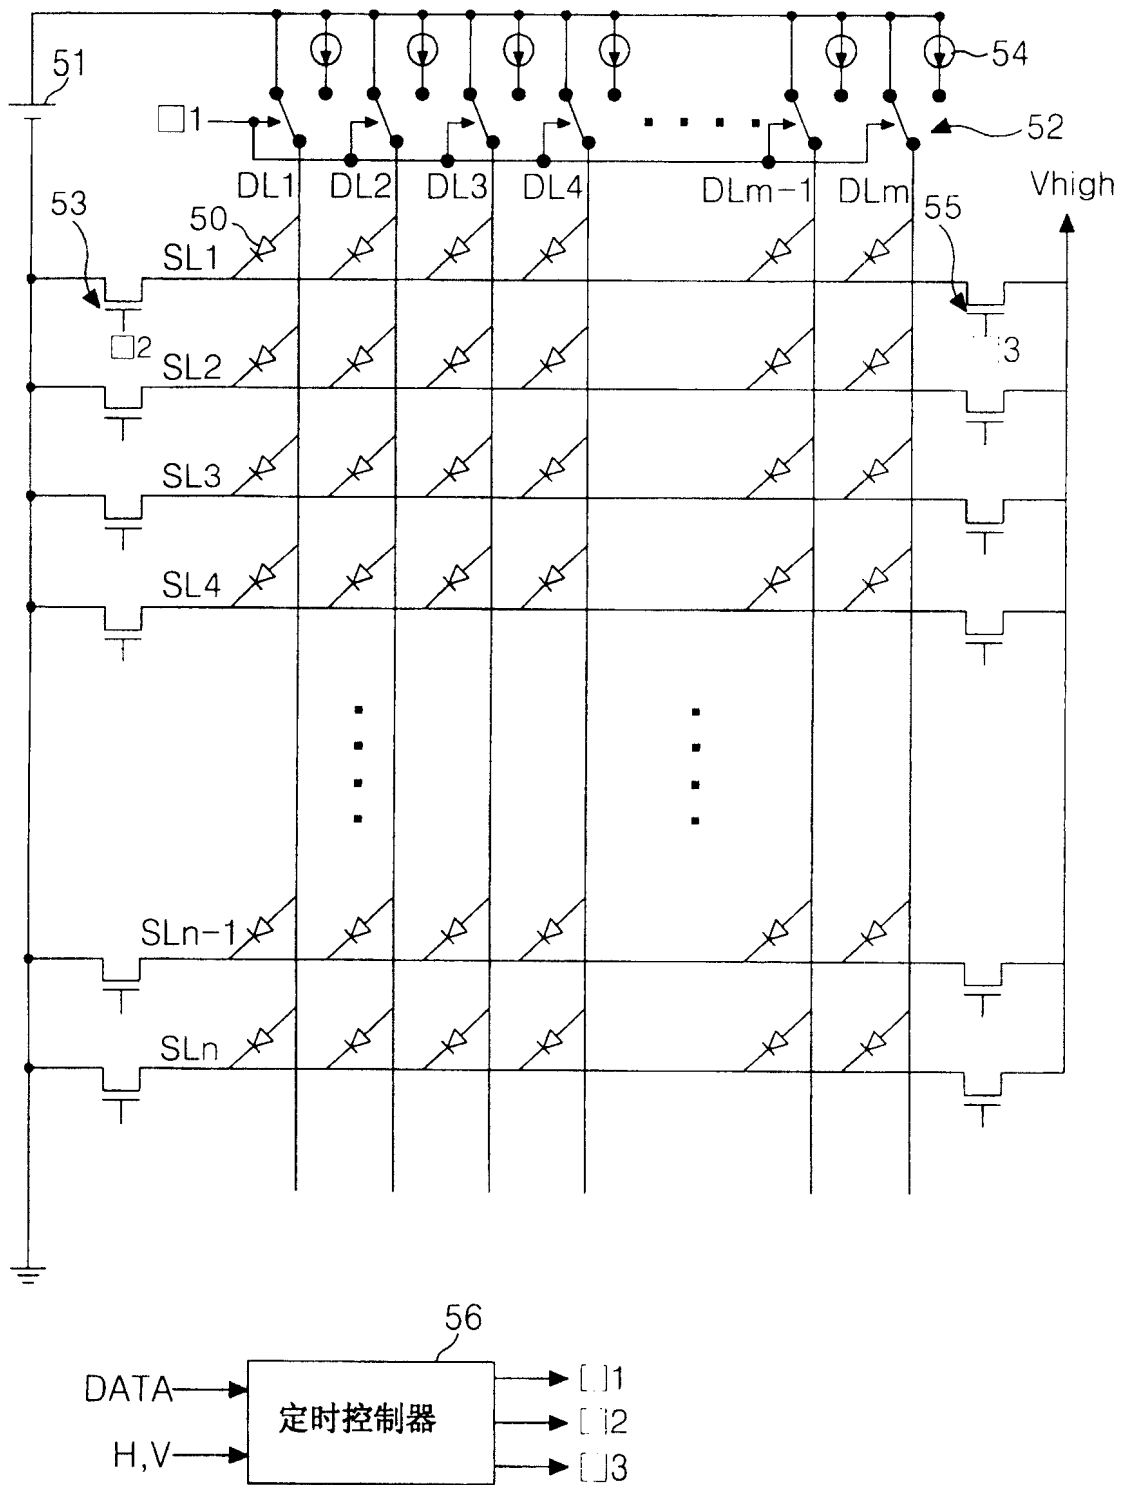 51
54
□1
52
DL1 DL2 DL3 DL4 DLm-1 DLm
Vhigh
53
50
55
SL1
□2
3
SL2
SL3
SL4
SLn-1
SLn
56
DATA
定时控制器
H,V
□1
□2
□3